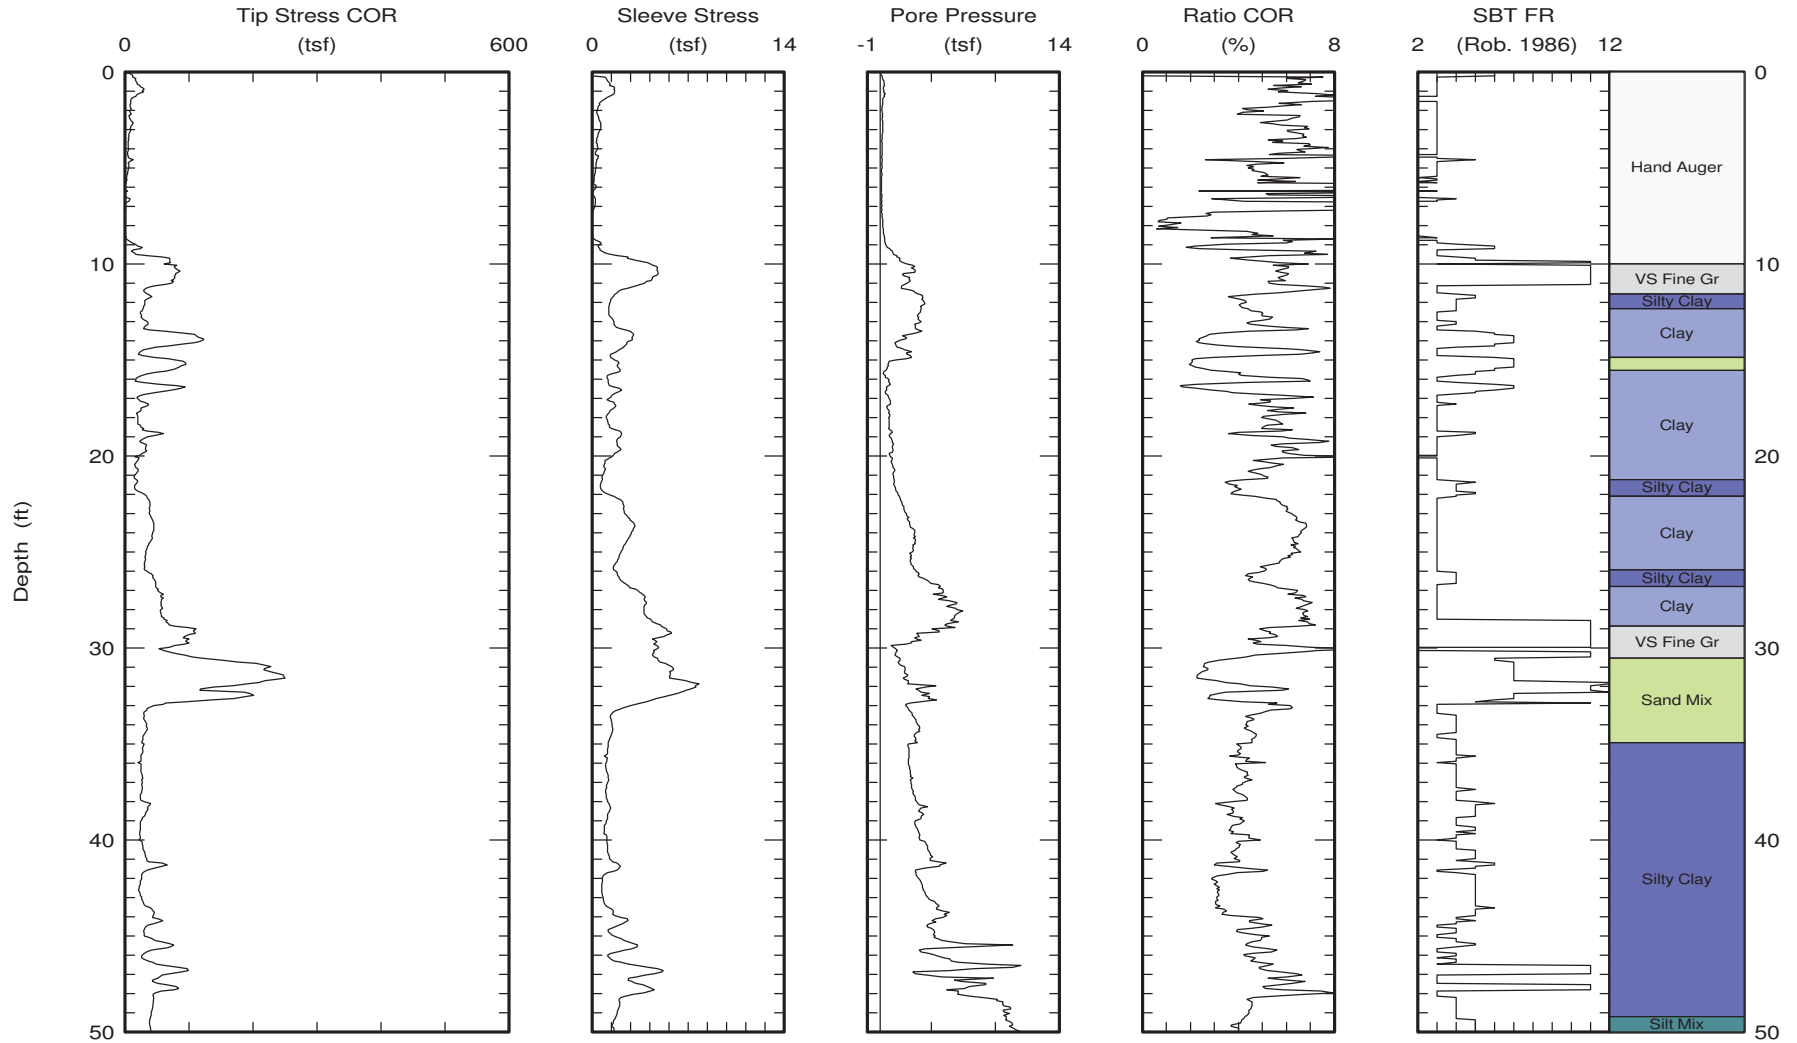 Tip Stress COR Sleeve Stress Pore Pressure Ratio COR SBT FR
0 (tsf) 600 0 (tsf) 14 -1 (tsf) 14 0 (%) 8 2 (Rob. 1986) 12
0 0
Hand Auger
10 10
VS Fine Gr
Silty Clay
Clay
Clay
20 20
Silty Clay
Clay
Depth (ft)
Silty Clay
Clay
VS Fine Gr
30 30
Sand Mix
40 40
Silty Clay
Silt Mix
50 50